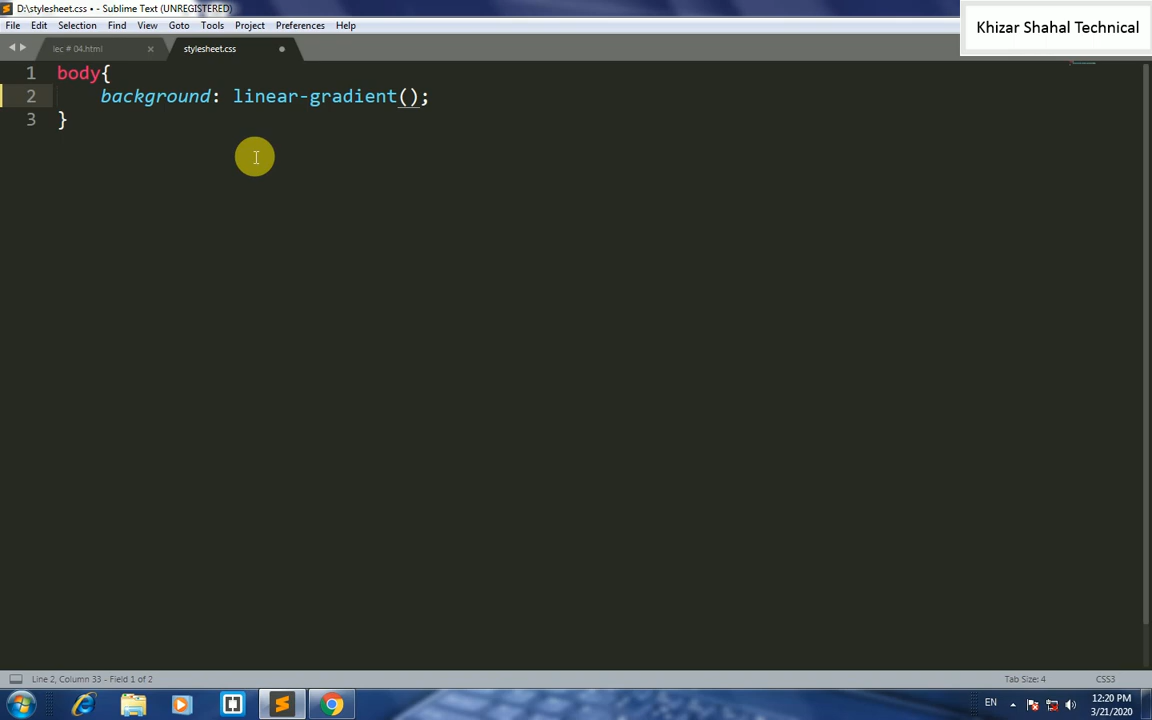 D:\stylesheet.css • - Sublime Text (UNREGISTERED)
File Edit Selection Find View Goto Tools Project Preferences Help
Khizar Shahal Technical
lec # 04.html × stylesheet.css
1 body{
2 background: linear-gradient();
3 }
Line 2, Column 33 - Field 1 of 2 Tab Size: 4 CSS3
EN 12:20 PM
3/21/2020